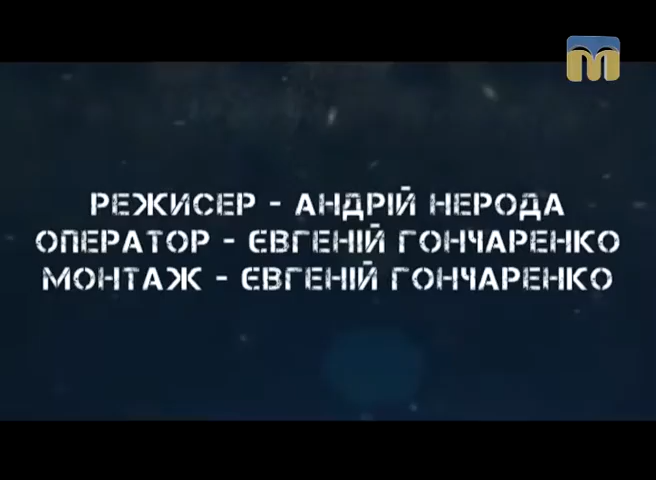 РЕЖИСЕР - АНДРІЙ НЕРОДА
ОПЕРАТОР - ЄВГЕНІЙ ГОНЧАРЕНКО
МОНТАЖ - ЄВГЕНІЙ ГОНЧАРЕНКО